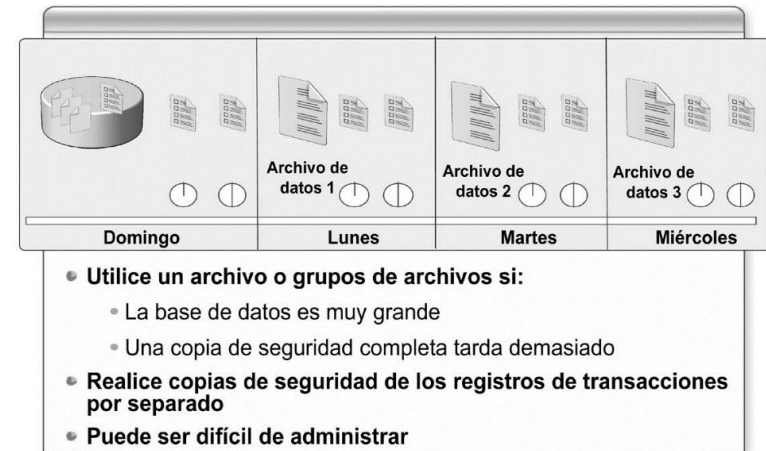 Archivo de
datos 1
Archivo de
datos 2
Archivo de
datos 3
Domingo
Lunes
Martes
Miércoles
Utilice un archivo o grupos de archivos si:
La base de datos es muy grande
Una copia de seguridad completa tarda demasiado
Realice copias de seguridad de los registros de transacciones
por separado
Puede ser difícil de administrar